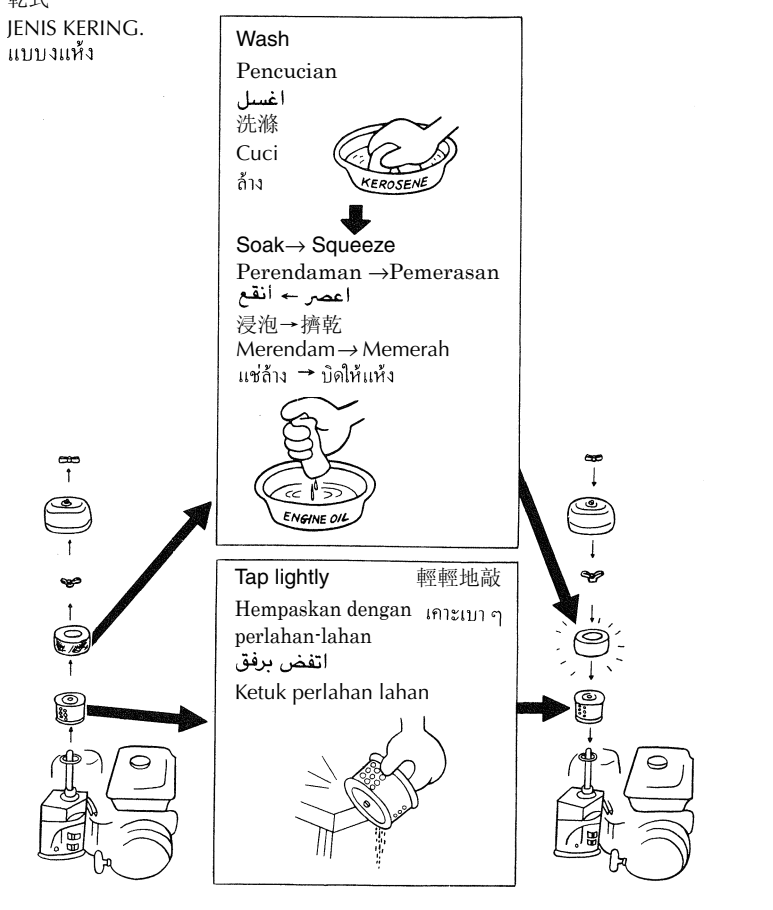 乾式
JENIS KERING.
แบบงแห้ง
Wash
Pencucian
اغسل
洗滌
Cuci
ล้าง
KEROSENE
Soak→ Squeeze
Perendaman →Pemerasan
اعصر ← أنقع
浸泡→擠乾
Merendam→ Memerah
แช่ล้าง → บิดให้แห้ง
ENGINE OIL
Tap lightly 輕輕地敲
Hempaskan dengan เคาะเบา ๆ
perlahan-lahan
اتفض برفق
Ketuk perlahan lahan